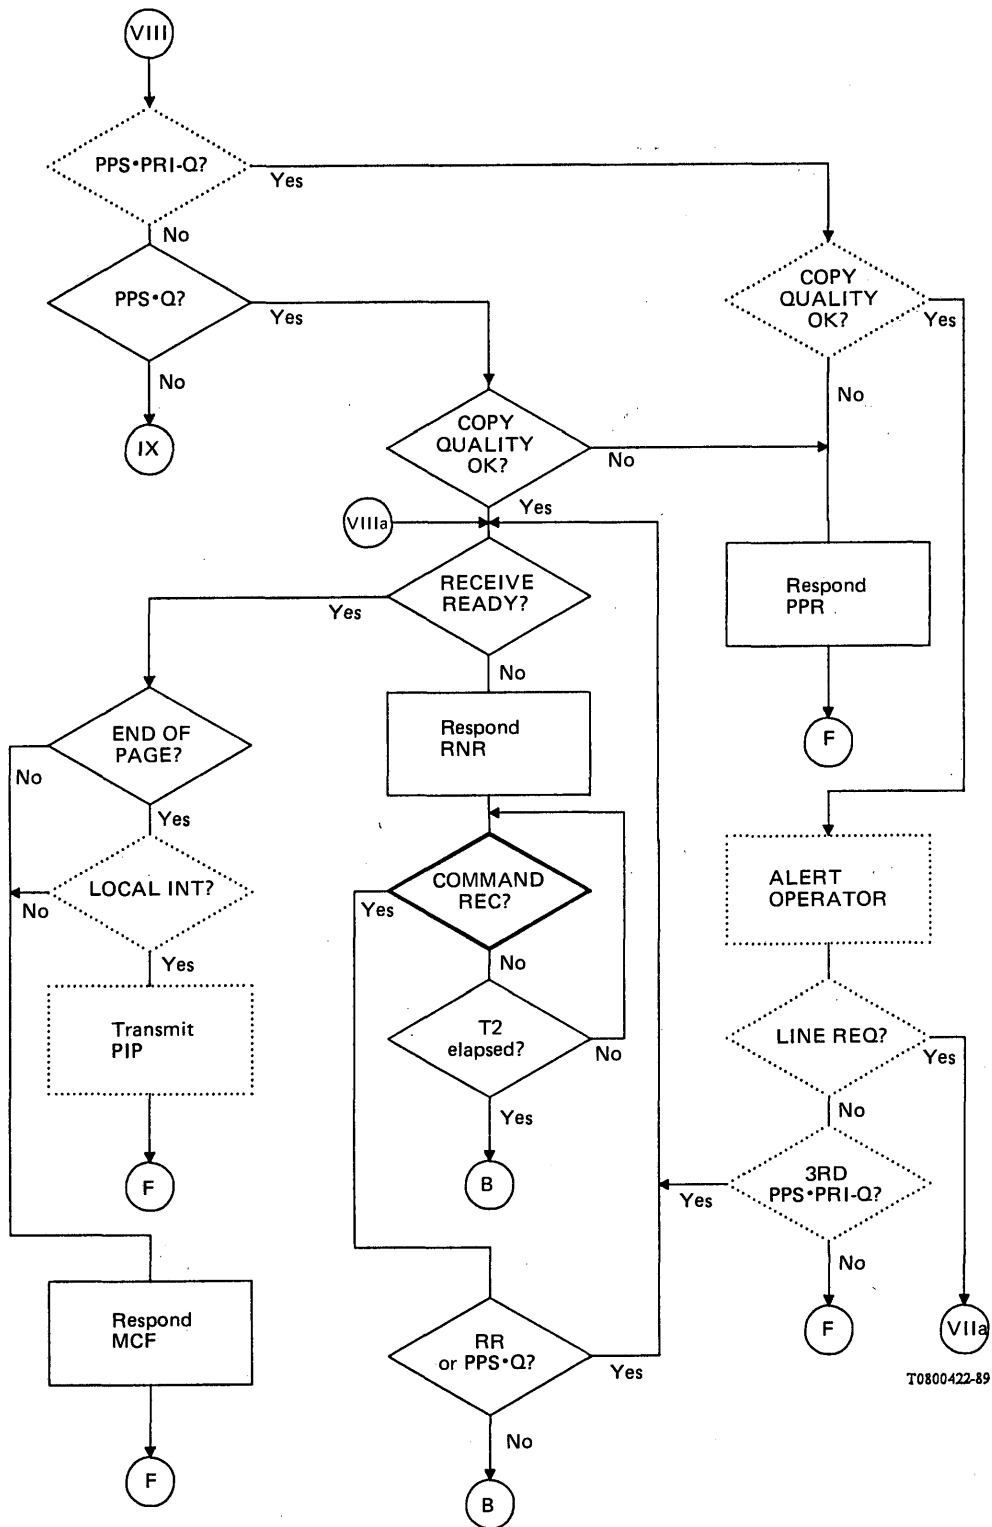 VIII
PPS•PRI-Q?
Yes
No
COPY
QUALITY
OK?
Yes
No
PPS•Q?
Yes
No
IX
COPY
QUALITY
OK?
No
Yes
VIIIa
RECEIVE
READY?
Yes
No
Respond
PPR
F
Respond
RNR
END OF
PAGE?
No
Yes
LOCAL INT?
No
Yes
Transmit
PIP
F
COMMAND
REC?
Yes
No
T2
elapsed?
No
Yes
B
ALERT
OPERATOR
LINE REQ?
Yes
No
3RD
PPS•PRI-Q?
Yes
No
F
VIIa
Respond
MCF
F
RR
or PPS•Q?
Yes
No
B
T0800422-89